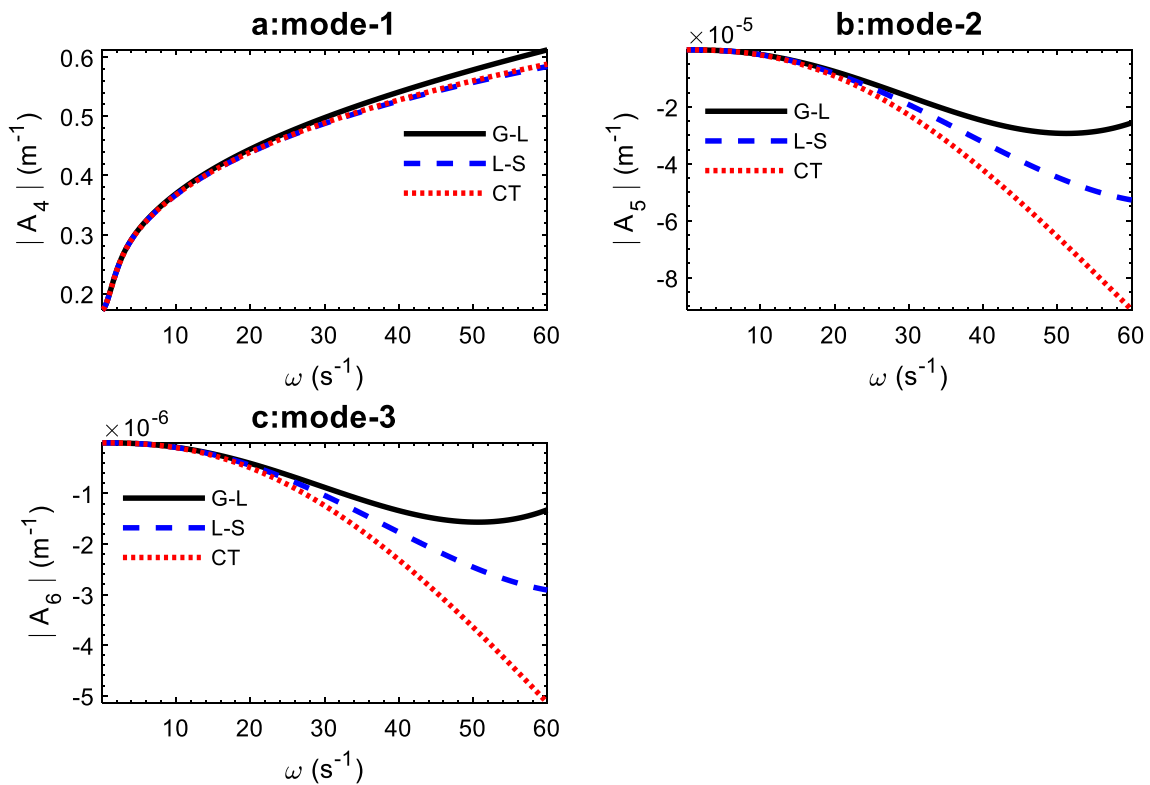 a:mode-1
0.6
0.5
0.4
0.3
0.2
| A4 | (m-1)
G-L
L-S
CT
10 20 30 40 50 60
ω (s-1)
×10-5
b:mode-2
-2
-4
-6
-8
| A5 | (m-1)
G-L
L-S
CT
10 20 30 40 50 60
ω (s-1)
×10-6
c:mode-3
-1
-2
-3
-4
-5
| A6 | (m-1)
G-L
L-S
CT
10 20 30 40 50 60
ω (s-1)